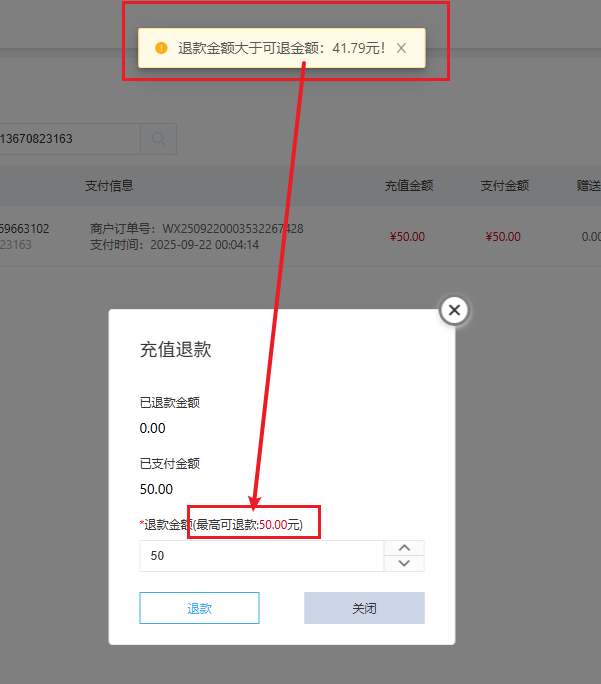 退款金额大于可退金额：41.79元！
13670823163
支付信息 充值金额 支付金额 赠送
69663102 商户订单号：WX2509220003532267428 ¥50.00 ¥50.00 0.00
23163 支付时间：2025-09-22 00:04:14
充值退款
已退款金额
0.00
已支付金额
50.00
*退款金额(最高可退款:50.00元)
50
退款 关闭